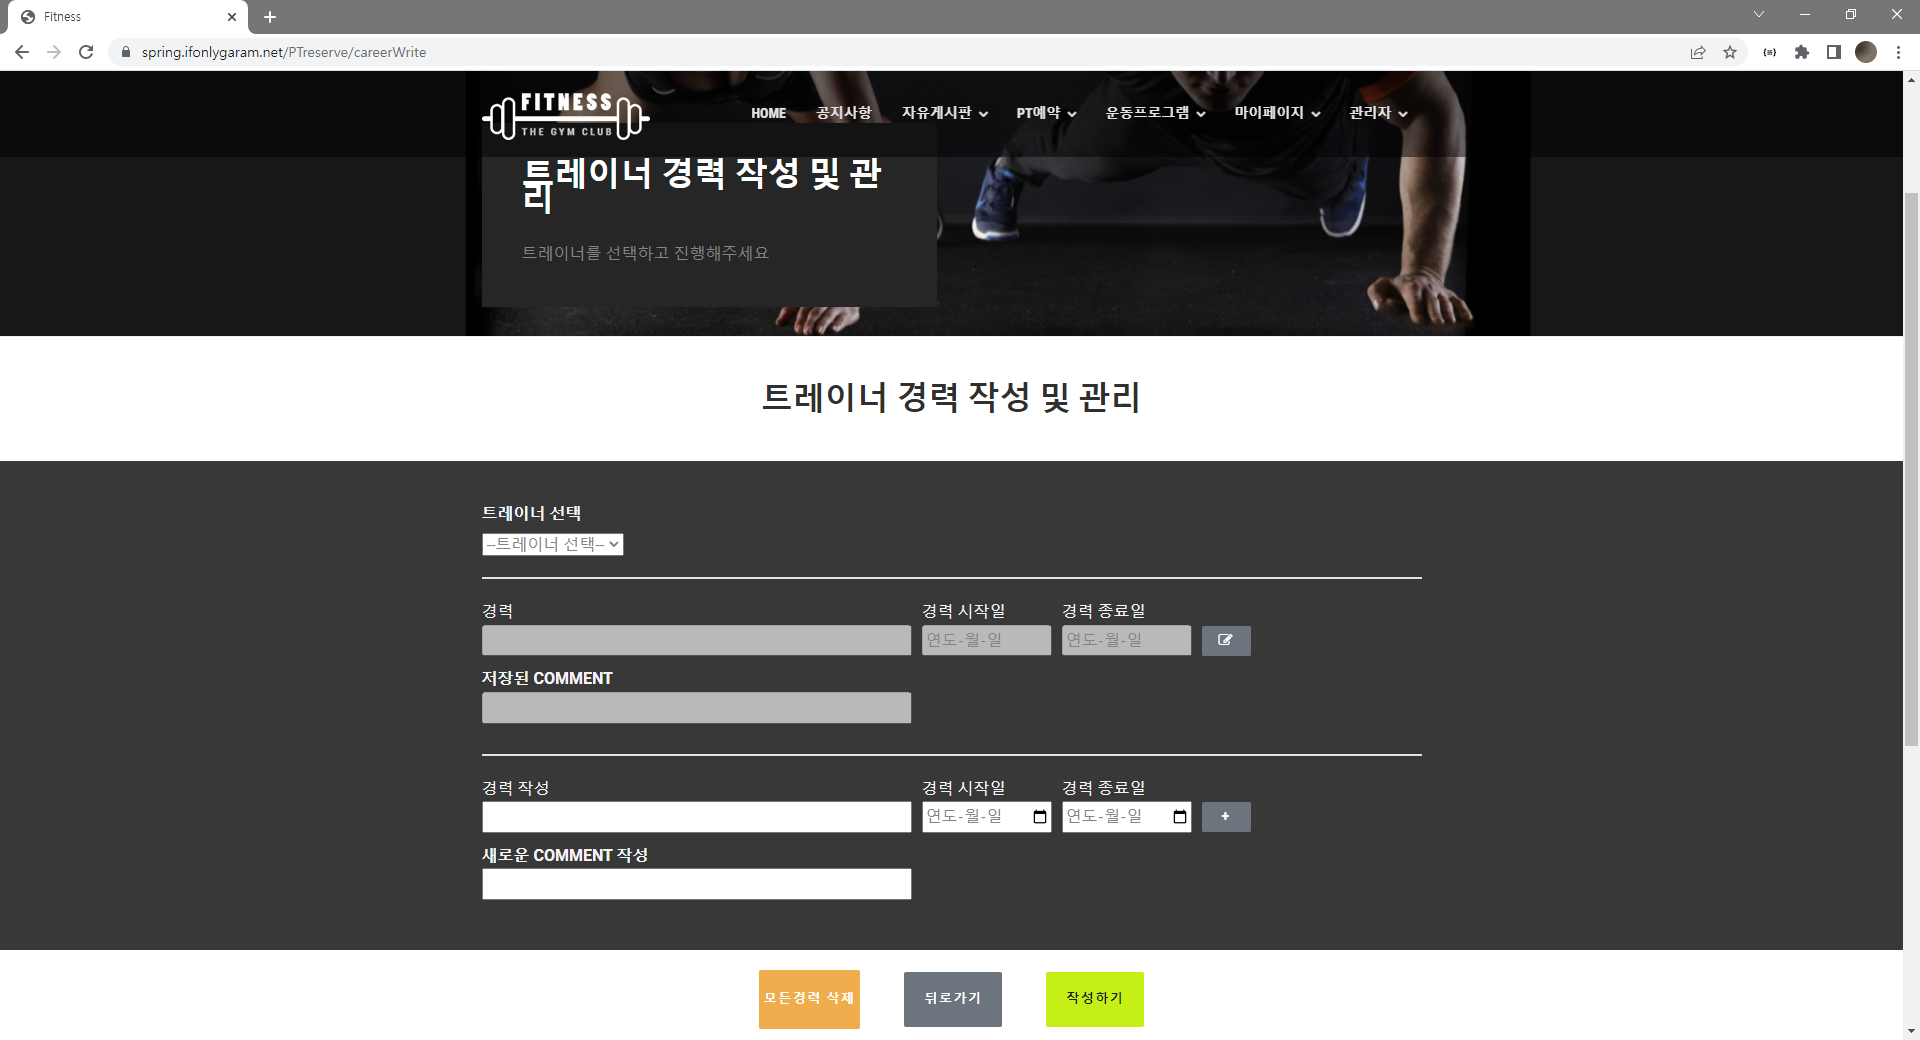 Fitness
spring.ifonlygaram.net/PTreserve/careerWrite
FITNESS
THE GYM CLUB
HOME 공지사항 자유게시판 PT예약 운동프로그램 마이페이지 관리자
트레이너 경력 작성 및 관
리
트레이너를 선택하고 진행해주세요
트레이너 경력 작성 및 관리
트레이너 선택
--트레이너 선택--
경력 경력 시작일 경력 종료일
연도-월-일 연도-월-일
저장된 COMMENT
경력 작성 경력 시작일 경력 종료일
연도-월-일 연도-월-일 +
새로운 COMMENT 작성
모든경력 삭제 뒤로가기 작성하기